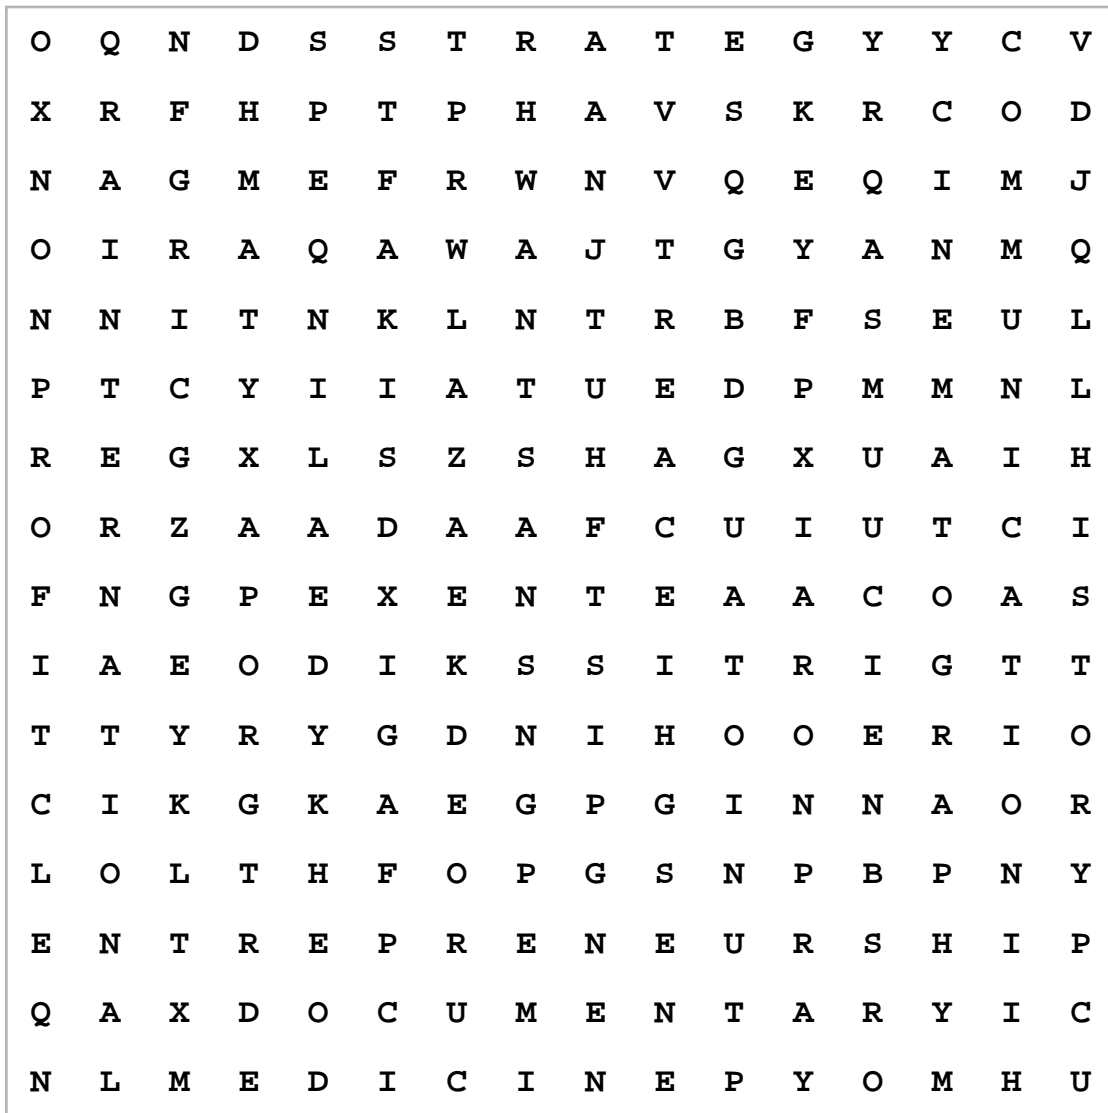 O Q N D S S T R A T E G Y Y C V
X R F H P T P H A V S K R C O D
N A G M E F R W N V Q E Q I M J
O I R A Q A W A J T G Y A N M Q
N N I T N K L N T R B F S E U L
P T C Y I I A T U E D P M M N L
R E G X L S Z S H A G X U A I H
O R Z A A D A A F C U I U T C I
F N G P E X E N T E A A C O A S
I A E O D I K S S I T R I G T T
T T Y R Y G D N I H O O E R I O
C I K G K A E G P G I N N A O R
L O L T H F O P G S N P B P N Y
E N T R E P R E N E U R S H I P
Q A X D O C U M E N T A R Y I C
N L M E D I C I N E P Y O M H U